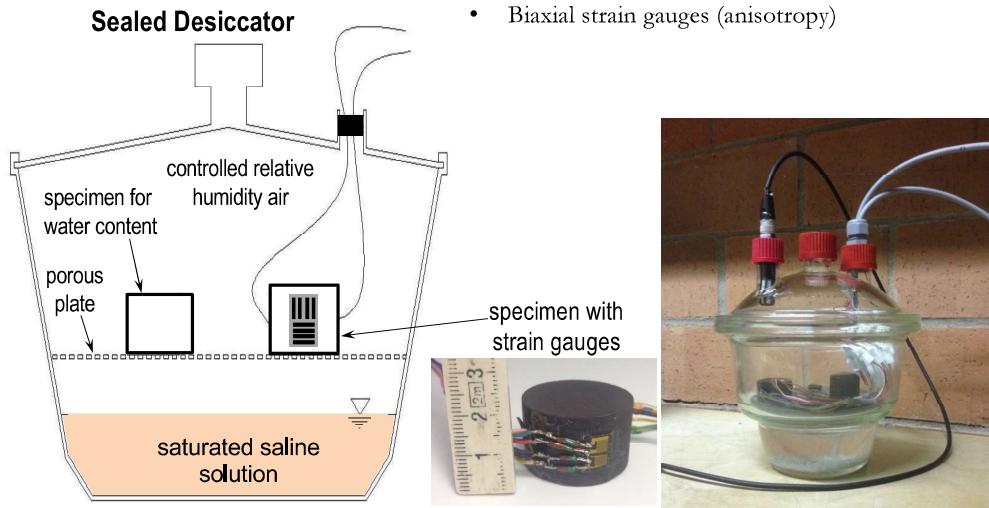 Sealed Desiccator
• Biaxial strain gauges (anisotropy)
controlled relative
humidity air
specimen for
water content
porous
plate
specimen with
strain gauges
saturated saline
solution
3
2m
2
1